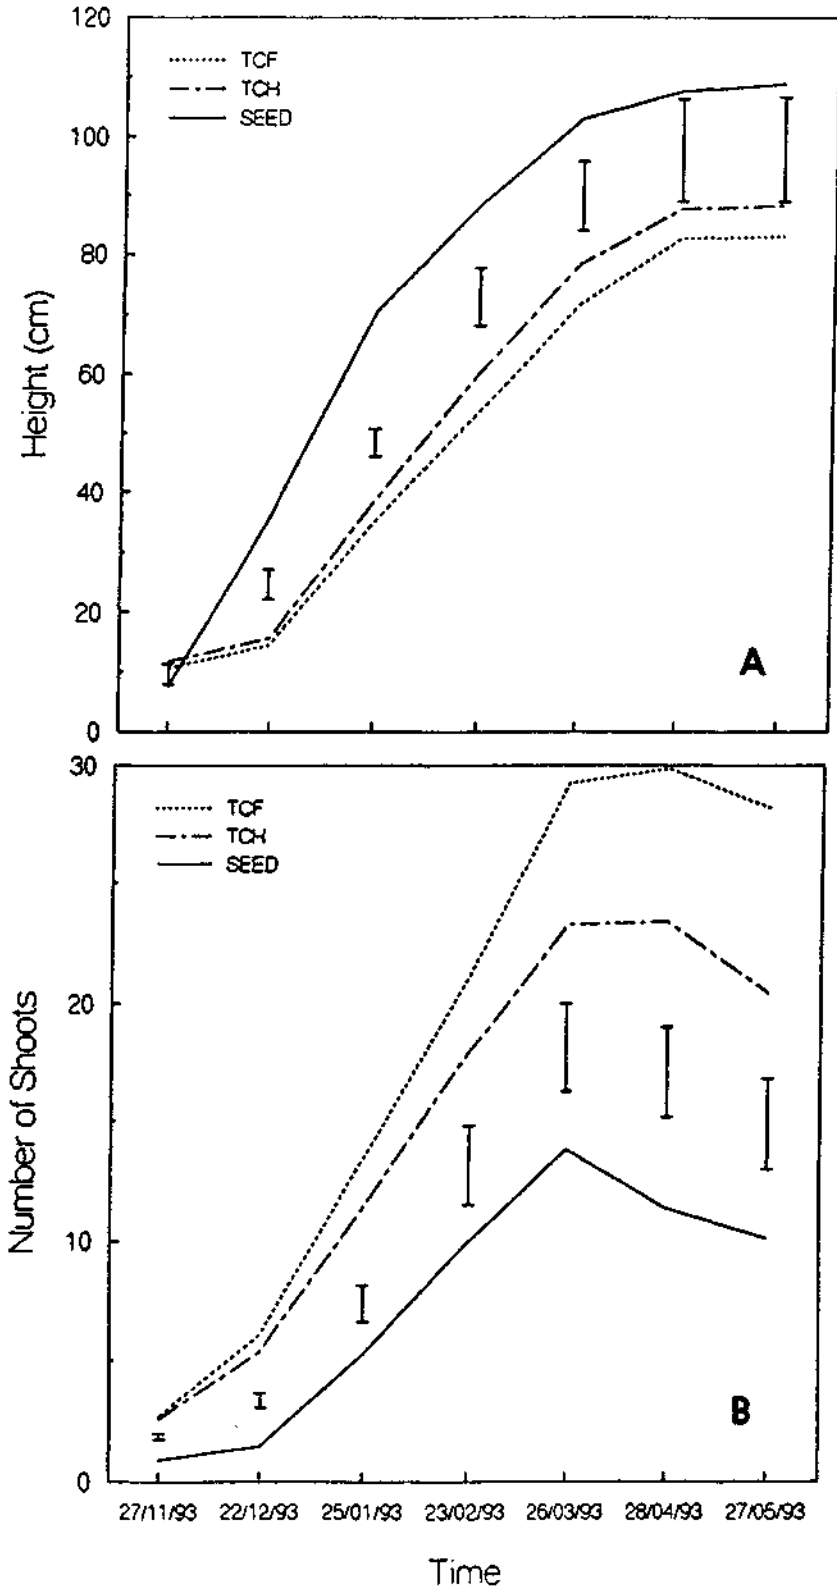 120
100
80
60
40
20
0
Height (cm)
TCF
TCH
SEED
A
30
20
10
0
Number of Shoots
TCF
TCH
SEED
B
27/11/93 22/12/93 25/01/93 23/02/93 26/03/93 28/04/93 27/05/93
Time